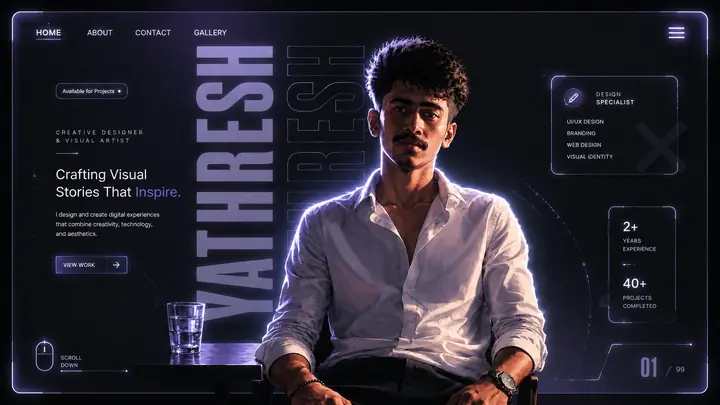 HOME
ABOUT
CONTACT
GALLERY
Available for Projects
CREATIVE DESIGNER
& VISUAL ARTIST
Crafting Visual
Stories That Inspire.
I design and create digital experiences
that combine creativity, technology,
and aesthetics.
VIEW WORK
SCROLL
DOWN
YATHRESH
YATHRESH
DESIGN
SPECIALIST
UI/UX DESIGN
BRANDING
WEB DESIGN
VISUAL IDENTITY
2+
YEARS
EXPERIENCE
40+
PROJECTS
COMPLETED
01 / 99